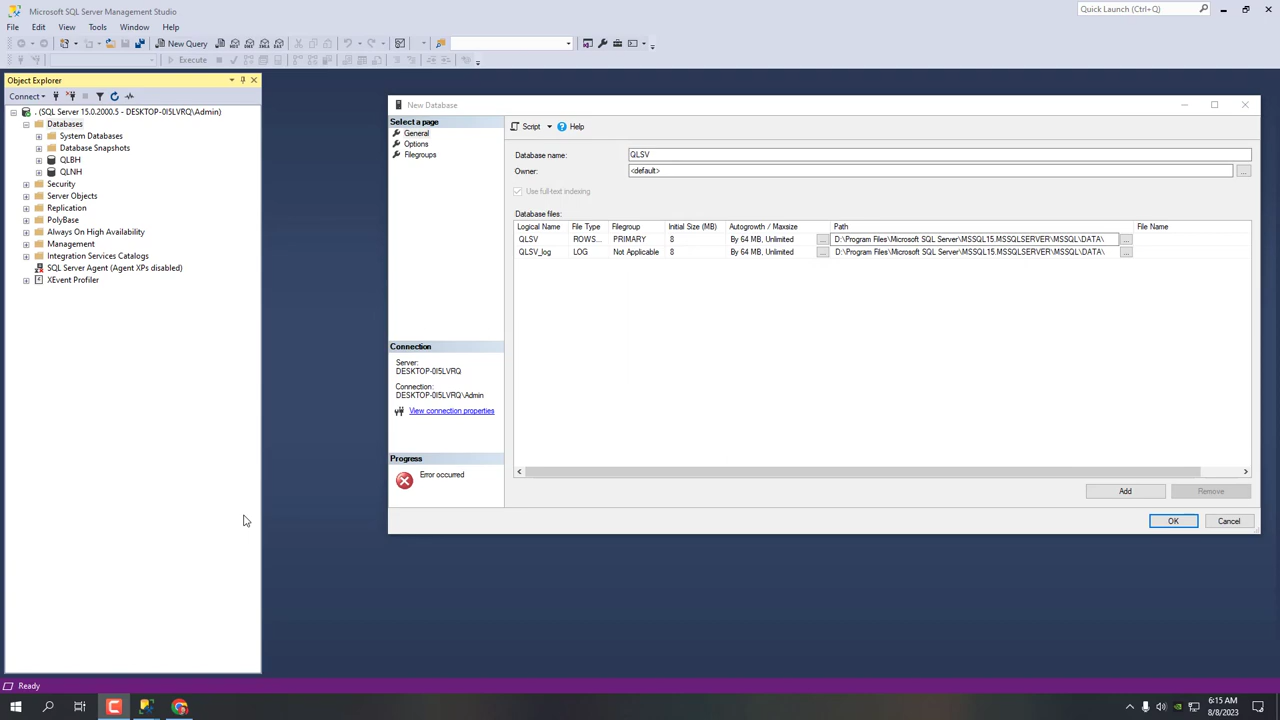 Microsoft SQL Server Management Studio
Quick Launch (Ctrl+Q)
File Edit View Tools Window Help
New Query
Execute
Object Explorer
Connect
. (SQL Server 15.0.2000.5 - DESKTOP-0I5LVRQ\Admin)
Databases
System Databases
Database Snapshots
QLBH
QLNH
Security
Server Objects
Replication
PolyBase
Always On High Availability
Management
Integration Services Catalogs
SQL Server Agent (Agent XPs disabled)
XEvent Profiler
New Database
Select a page
General
Options
Filegroups
Connection
Server:
DESKTOP-0I5LVRQ
Connection:
DESKTOP-0I5LVRQ\Admin
View connection properties
Progress
Error occurred
Script Help
Database name: QLSV
Owner: <default> ...
Use full-text indexing
Database files:
Logical Name File Type Filegroup Initial Size (MB) Autogrowth / Maxsize Path File Name
QLSV ROWS... PRIMARY 8 By 64 MB, Unlimited ... D:\Program Files\Microsoft SQL Server\MSSQL15.MSSQLSERVER\MSSQL\DATA\ ...
QLSV_log LOG Not Applicable 8 By 64 MB, Unlimited ... D:\Program Files\Microsoft SQL Server\MSSQL15.MSSQLSERVER\MSSQL\DATA\ ...
Add Remove
OK Cancel
Ready
6:15 AM
8/8/2023